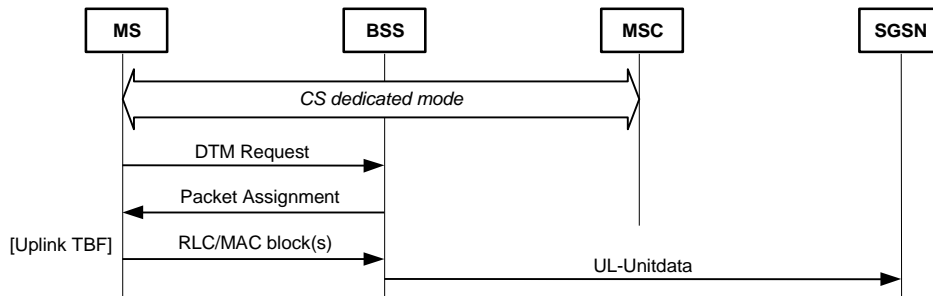 MS
BSS
MSC
SGSN
CS dedicated mode
DTM Request
Packet Assignment
[Uplink TBF]
RLC/MAC block(s)
UL-Unitdata